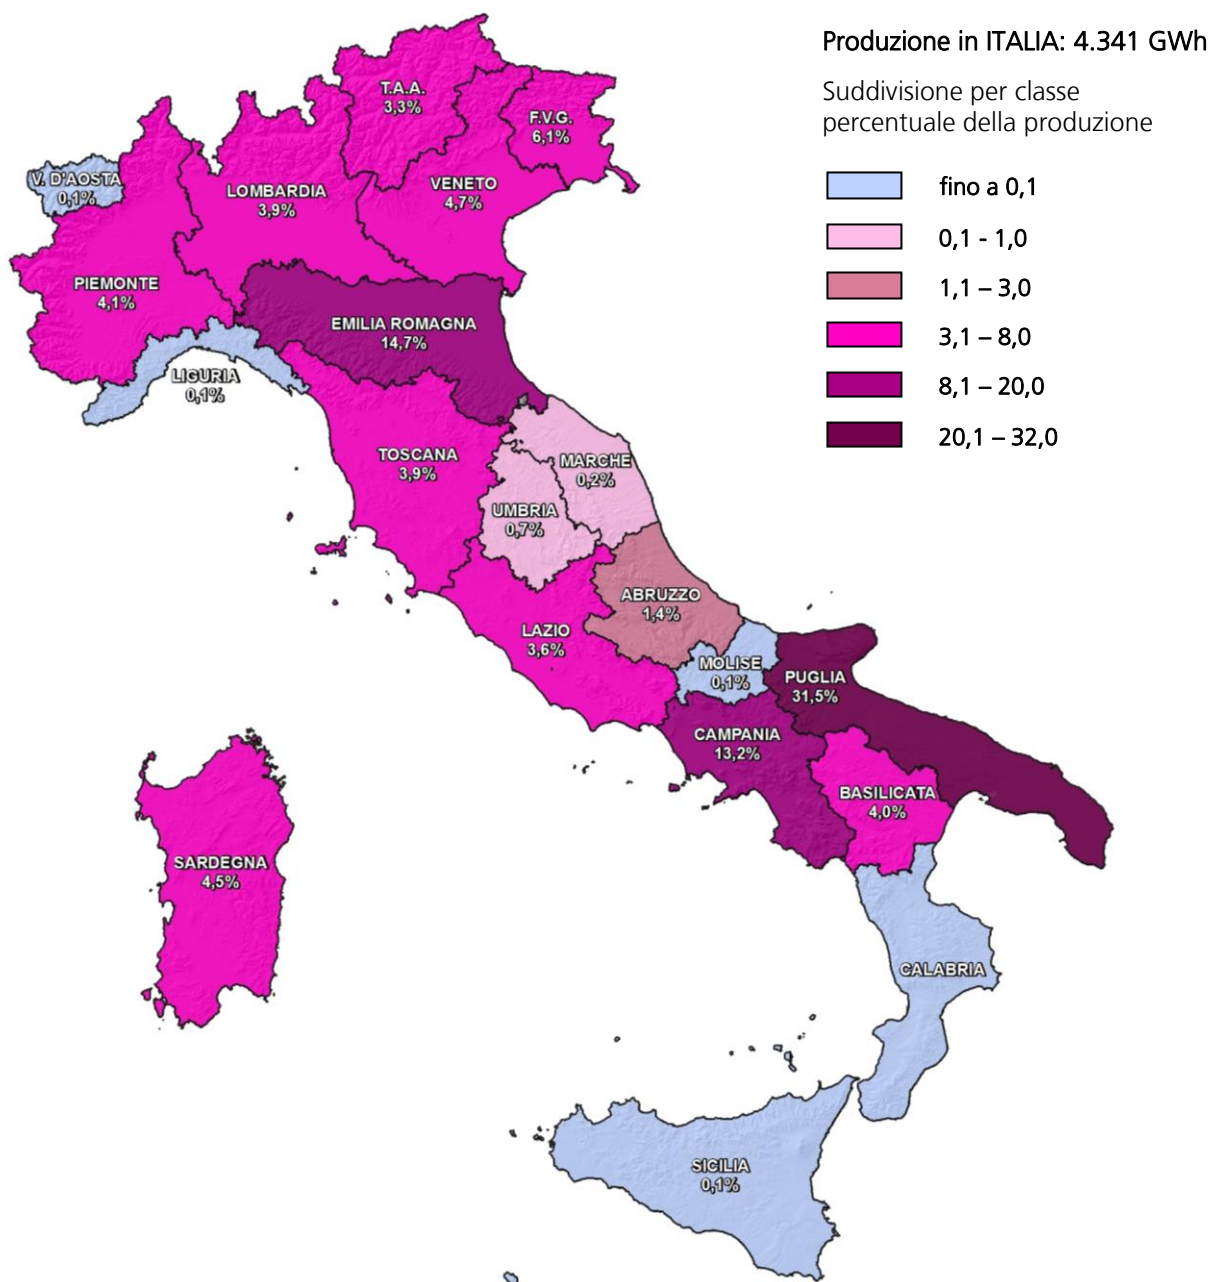 Produzione in ITALIA: 4.341 GWh
Suddivisione per classe
percentuale della produzione
fino a 0,1
0,1 - 1,0
1,1 – 3,0
3,1 – 8,0
8,1 – 20,0
20,1 – 32,0
T.A.A.
3,3%
F.V.G.
6,1%
V. D'AOSTA
0,1%
LOMBARDIA
3,9%
VENETO
4,7%
PIEMONTE
4,1%
EMILIA ROMAGNA
14,7%
LIGURIA
0,1%
TOSCANA
3,9%
MARCHE
0,2%
UMBRIA
0,7%
ABRUZZO
1,4%
LAZIO
3,6%
MOLISE
0,1%
PUGLIA
31,5%
CAMPANIA
13,2%
BASILICATA
4,0%
SARDEGNA
4,5%
CALABRIA
SICILIA
0,1%